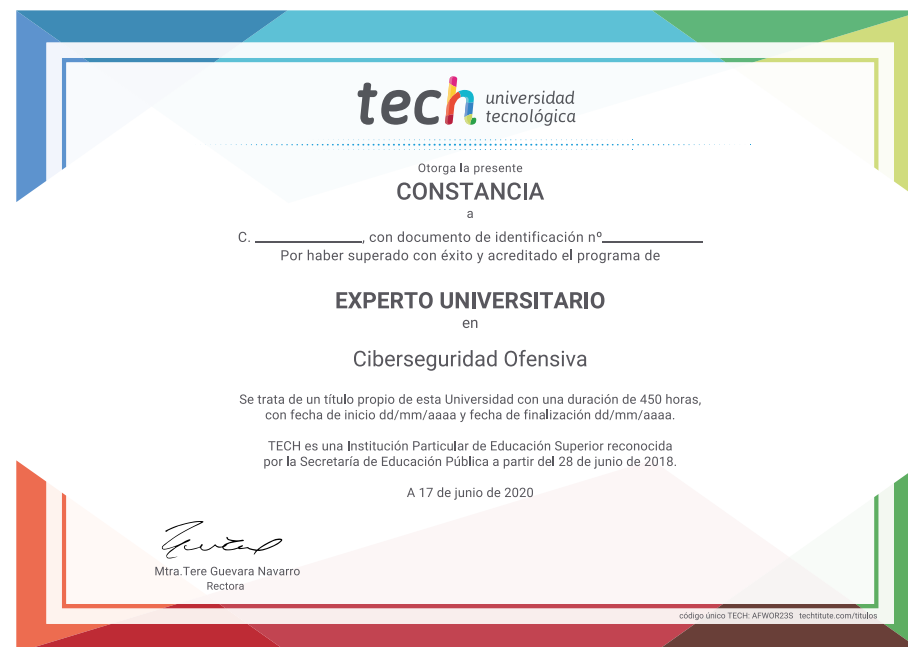 tech universidad
tecnológica
Otorga la presente
CONSTANCIA
a
C. ______________, con documento de identificación nº_____________
Por haber superado con éxito y acreditado el programa de
EXPERTO UNIVERSITARIO
en
Ciberseguridad Ofensiva
Se trata de un título propio de esta Universidad con una duración de 450 horas,
con fecha de inicio dd/mm/aaaa y fecha de finalización dd/mm/aaaa.
TECH es una Institución Particular de Educación Superior reconocida
por la Secretaría de Educación Pública a partir del 28 de junio de 2018.
A 17 de junio de 2020
Mtra.Tere Guevara Navarro
Rectora
código único TECH: AFWOR23S techtitute.com/titulos